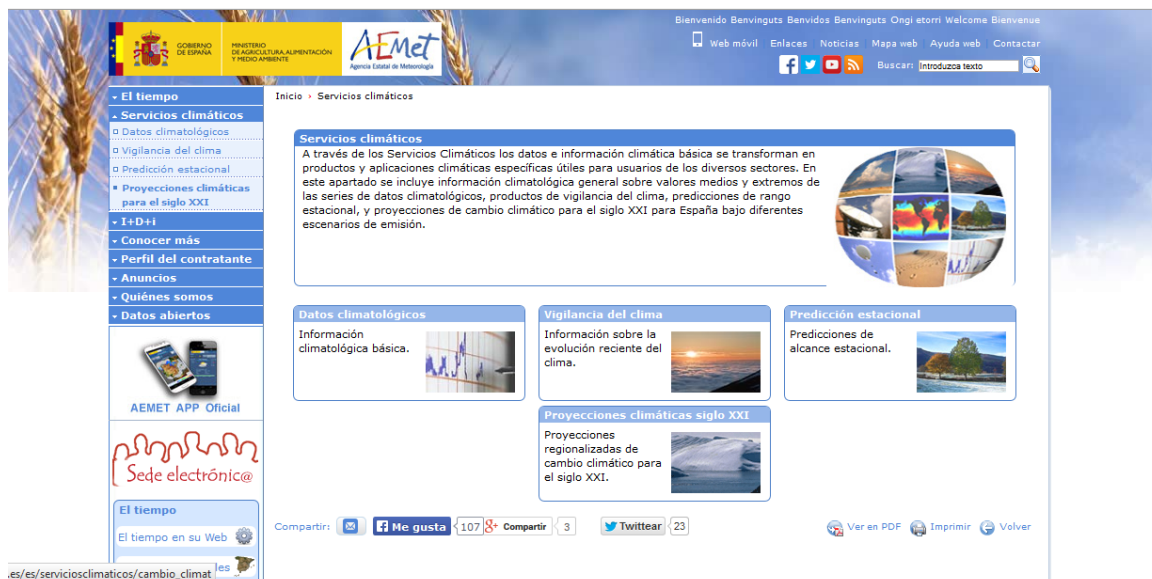 Bienvenido Benvinguts Benvidos Benvinguts Ongi etorri Welcome Bienvenue
GOBIERNO
DE ESPAÑA
MINISTERIO
DE AGRICULTURA, ALIMENTACIÓN
Y MEDIO AMBIENTE
AEMet
Agencia Estatal de Meteorología
Web móvil Enlaces Noticias Mapa web Ayuda web Contactar
Buscar: Introduzca texto
El tiempo
Servicios climáticos
Datos climatológicos
Vigilancia del clima
Predicción estacional
Proyecciones climáticas
para el siglo XXI
I+D+i
Conocer más
Perfil del contratante
Anuncios
Quiénes somos
Datos abiertos
AEMET APP Oficial
Sede electrónic@
El tiempo
El tiempo en su Web
les
.es/es/serviciosclimaticos/cambio_climat
Inicio › Servicios climáticos
Servicios climáticos
A través de los Servicios Climáticos los datos e información climática básica se transforman en
productos y aplicaciones climáticas específicas útiles para usuarios de los diversos sectores. En
este apartado se incluye información climatológica general sobre valores medios y extremos de
las series de datos climatológicos, productos de vigilancia del clima, predicciones de rango
estacional, y proyecciones de cambio climático para el siglo XXI para España bajo diferentes
escenarios de emisión.
Datos climatológicos
Información
climatológica básica.
Vigilancia del clima
Información sobre la
evolución reciente del
clima.
Predicción estacional
Predicciones de
alcance estacional.
Proyecciones climáticas siglo XXI
Proyecciones
regionalizadas de
cambio climático para
el siglo XXI.
Compartir: Me gusta 107 g+ Compartir 3 Twittear 23 Ver en PDF Imprimir Volver